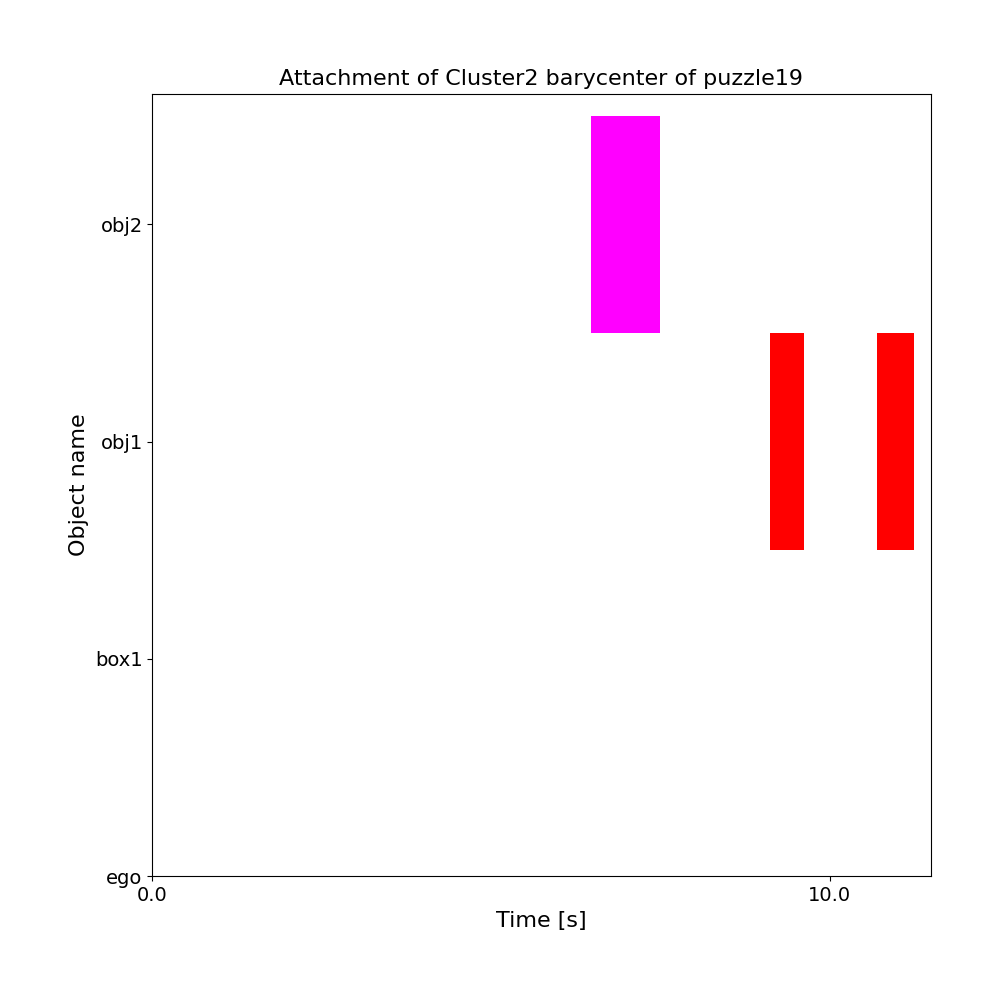 Attachment of Cluster2 barycenter of puzzle19
obj2
obj1
box1
ego
Object name
0.0
10.0
Time [s]